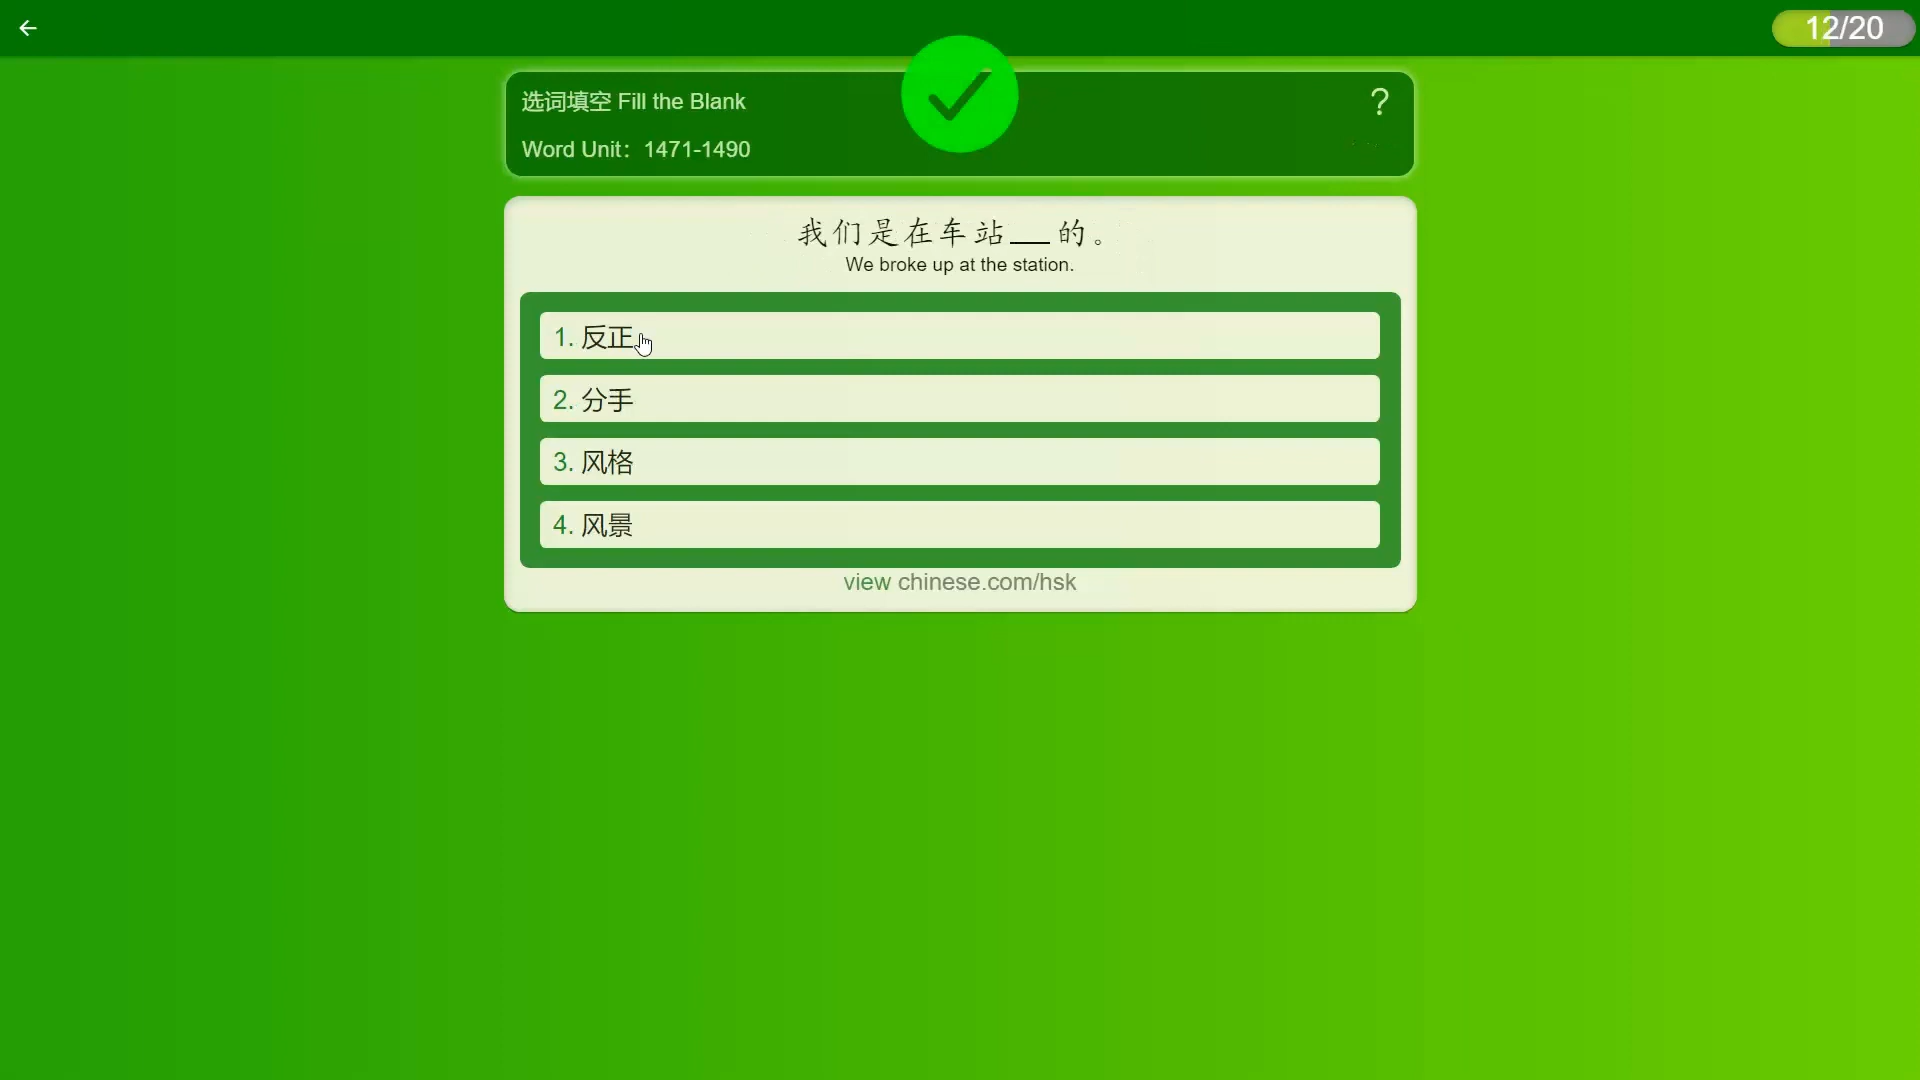 12/20
选词填空 Fill the Blank
?
Word Unit：1471-1490
我们是在车站__的。
We broke up at the station.
1. 反正
2. 分手
3. 风格
4. 风景
view chinese.com/hsk